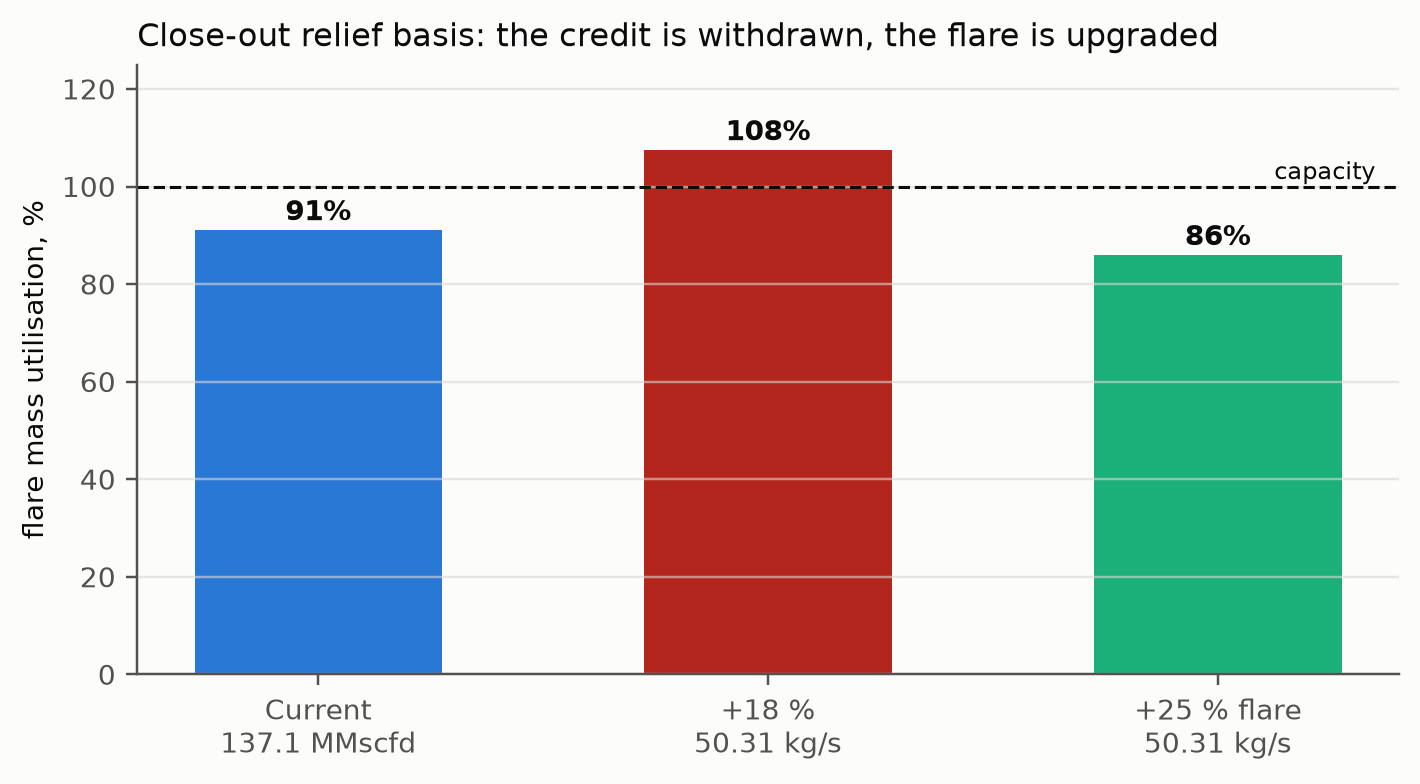 Close-out relief basis: the credit is withdrawn, the flare is upgraded
flare mass utilisation, %
120
100
80
60
40
20
0
91%
108%
86%
capacity
Current
137.1 MMscfd
+18 %
50.31 kg/s
+25 % flare
50.31 kg/s